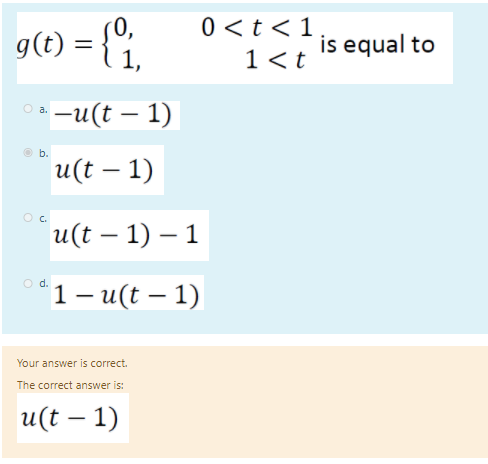 g(t) = {0, 0 < t < 1
1, 1 < t is equal to
a. −u(t − 1)
b. u(t − 1)
c. u(t − 1) − 1
d. 1 − u(t − 1)
Your answer is correct.
The correct answer is:
u(t − 1)